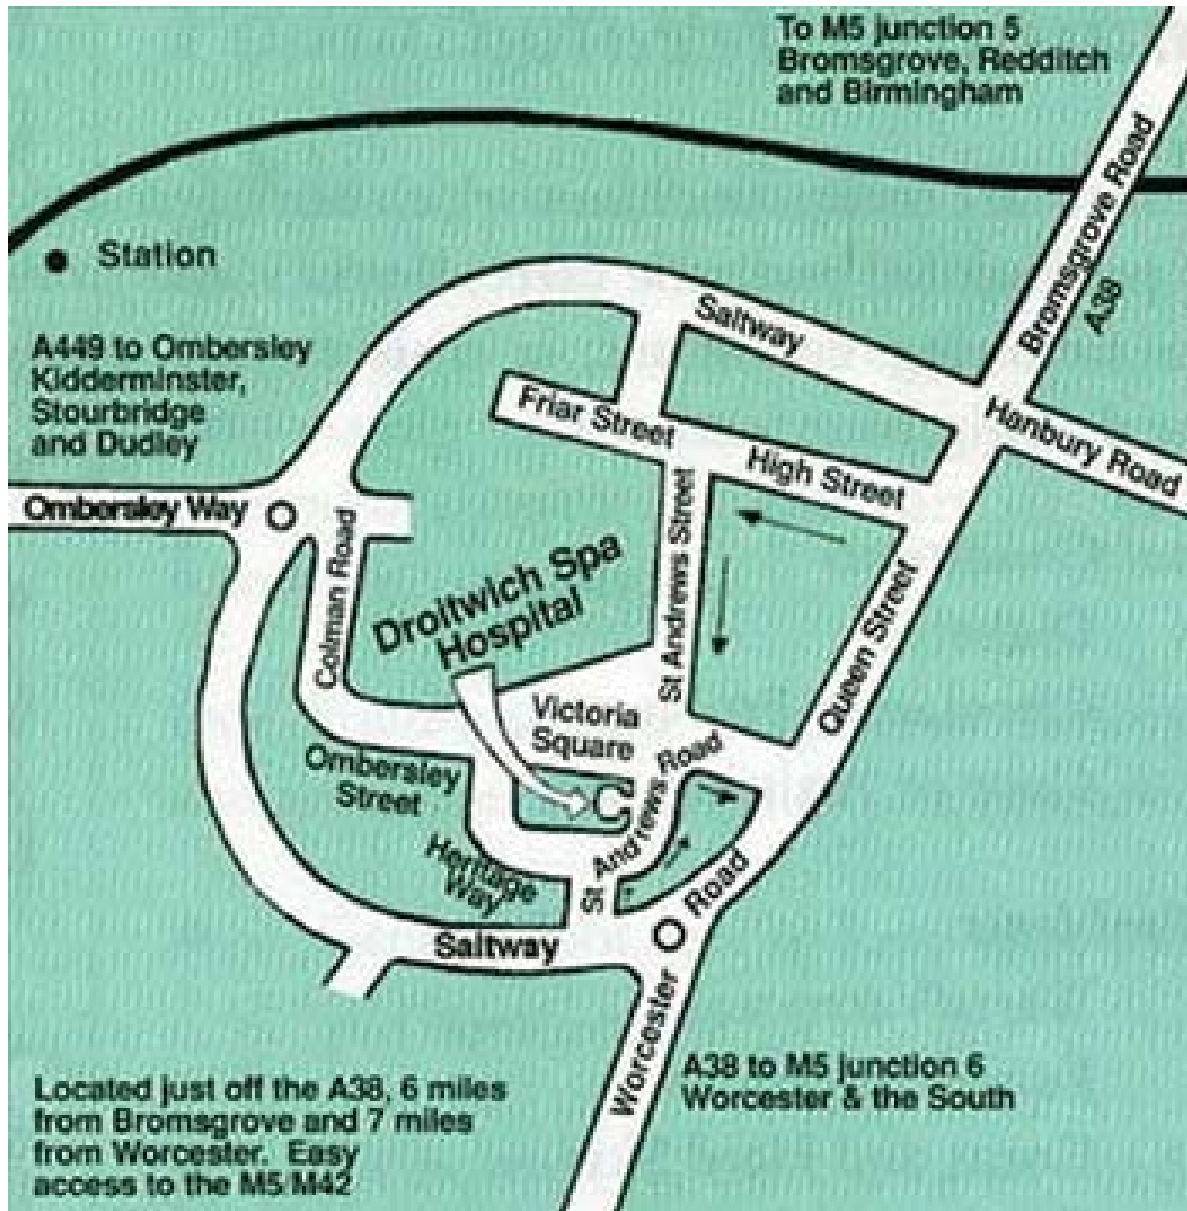 To M5 junction 5
Bromsgrove, Redditch
and Birmingham
Bromsgrove Road
A38
Station
Saltway
A449 to Ombersley
Kidderminster,
Stourbridge
and Dudley
Friar Street
Hanbury Road
High Street
Ombersley Way
Colman Road
St Andrews Street
Droitwich Spa
Hospital
Queen Street
Victoria
Square
Ombersley
Street
St Andrews Road
Heritage
Way
Saltway
Worcester Road
A38 to M5 junction 6
Worcester & the South
Located just off the A38, 6 miles
from Bromsgrove and 7 miles
from Worcester. Easy
access to the M5/M42